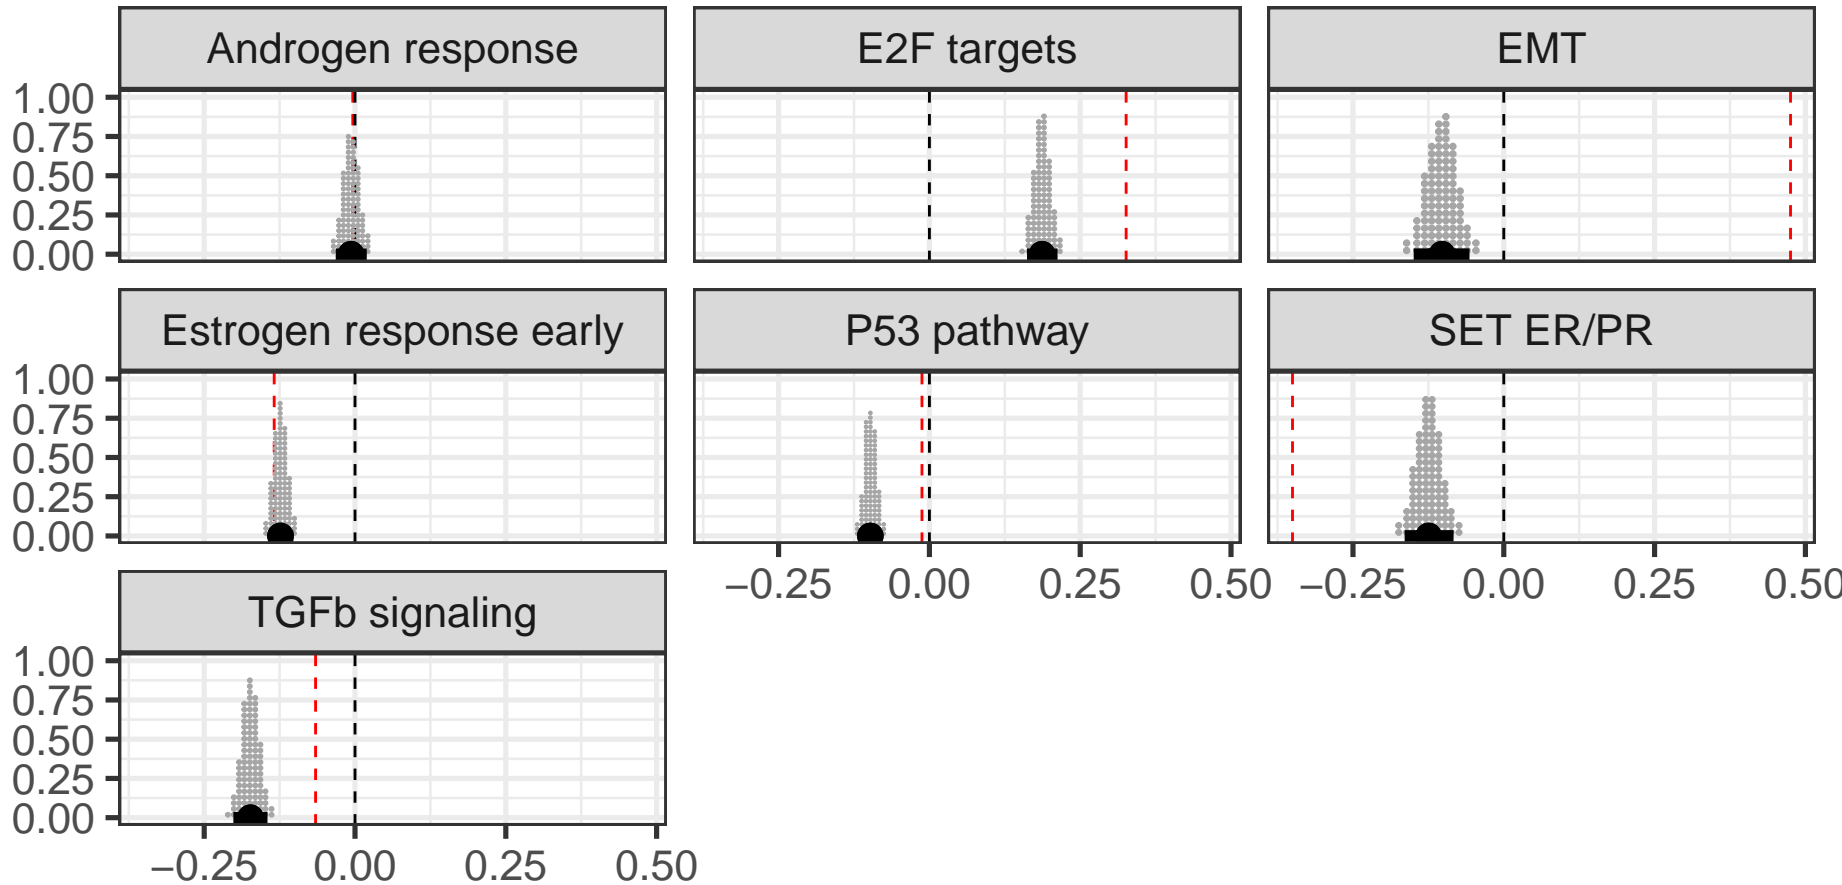 Androgen response
E2F targets
EMT
1.00
0.75
0.50
0.25
0.00
Estrogen response early
P53 pathway
SET ER/PR
1.00
0.75
0.50
0.25
0.00
−0.25 0.00 0.25 0.50
−0.25 0.00 0.25 0.50
TGFb signaling
1.00
0.75
0.50
0.25
0.00
−0.25 0.00 0.25 0.50